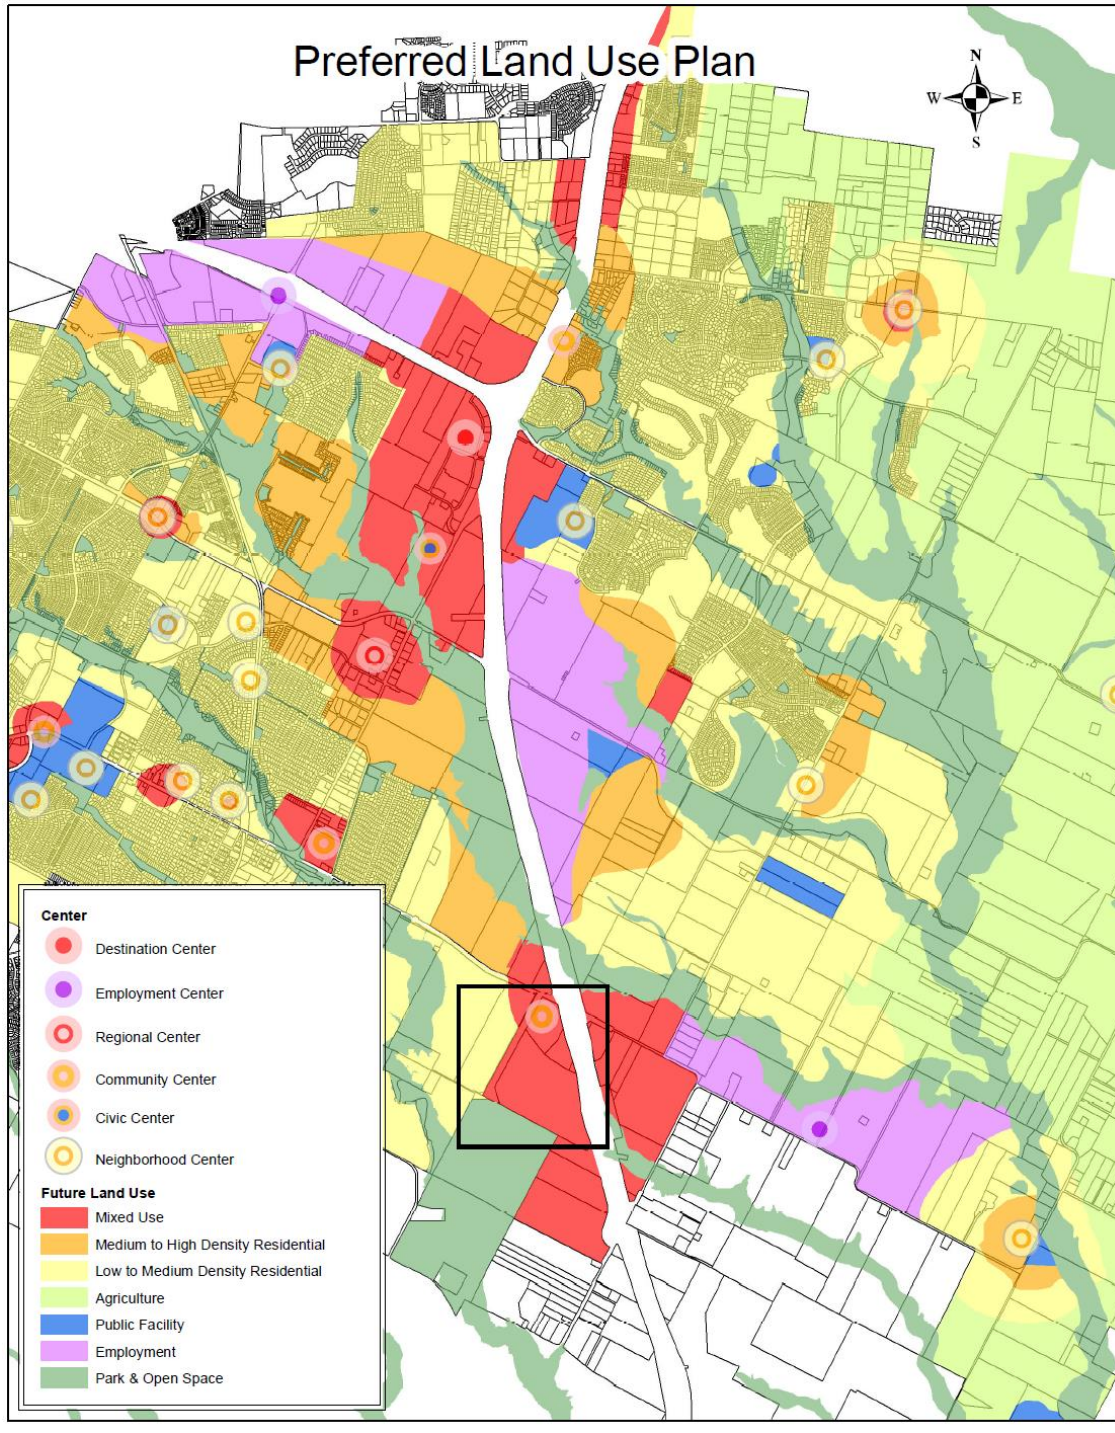 Preferred Land Use Plan
N
W E
S
Center
Destination Center
Employment Center
Regional Center
Community Center
Civic Center
Neighborhood Center
Future Land Use
Mixed Use
Medium to High Density Residential
Low to Medium Density Residential
Agriculture
Public Facility
Employment
Park & Open Space